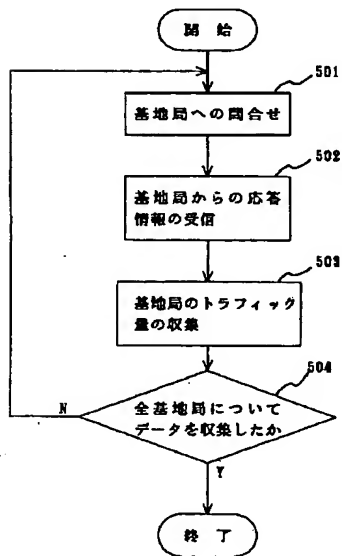 開始
501
基地局への問合せ
502
基地局からの応答
情報の受信
503
基地局のトラフィック
量の収集
504
全基地局について
データを収集したか
N
Y
終了